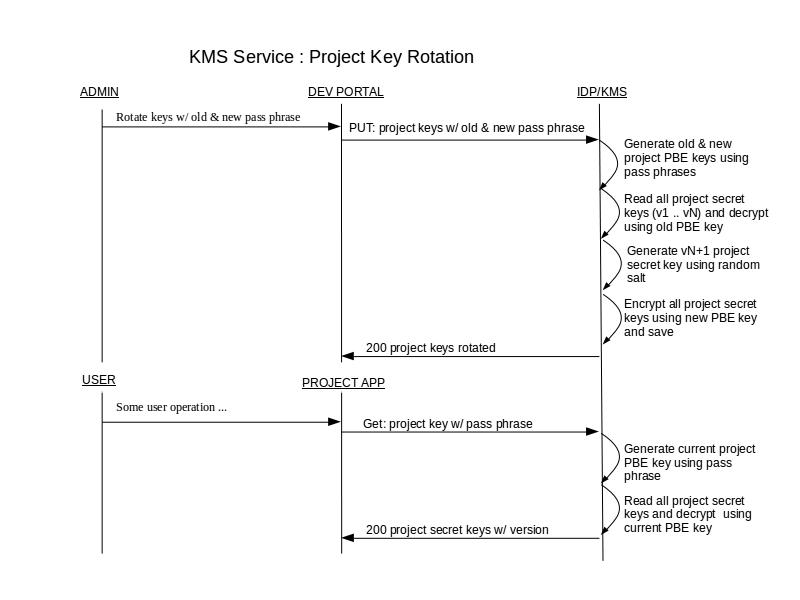 KMS Service : Project Key Rotation
ADMIN
DEV PORTAL
IDP/KMS
Rotate keys w/ old & new pass phrase
PUT: project keys w/ old & new pass phrase
Generate old & new
project PBE keys using
pass phrases
Read all project secret
keys (v1 .. vN) and decrypt
using old PBE key
Generate vN+1 project
secret key using random
salt
Encrypt all project secret
keys using new PBE key
and save
200 project keys rotated
USER
PROJECT APP
Some user operation ...
Get: project key w/ pass phrase
Generate current project
PBE key using pass
phrase
Read all project secret
keys and decrypt  using
current PBE key
200 project secret keys w/ version